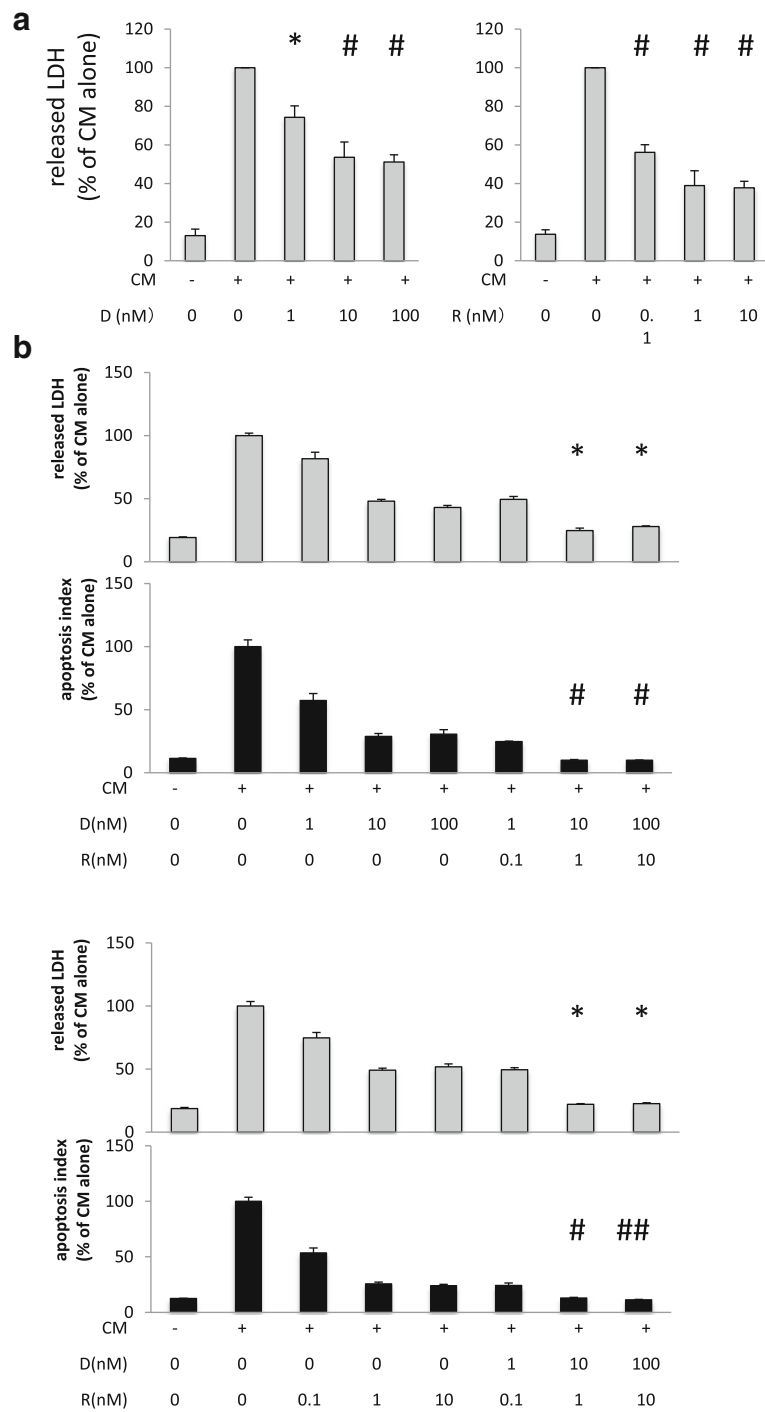 a
released LDH
(% of CM alone)
120
100
80
60
40
20
0
* # #
CM - + + + +
D (nM) 0 0 1 10 100
120
100
80
60
40
20
0
# # #
CM - + + + +
R (nM) 0 0 0.1 1 10
b
released LDH
(% of CM alone)
150
100
50
0
* *
apoptosis index
(% of CM alone)
150
100
50
0
# #
CM - + + + + + + +
D(nM) 0 0 1 10 100 1 10 100
R(nM) 0 0 0 0 0 0.1 1 10
released LDH
(% of CM alone)
150
100
50
0
* *
apoptosis index
(% of CM alone)
150
100
50
0
# ##
CM - + + + + + + +
D(nM) 0 0 0 0 0 1 10 100
R(nM) 0 0 0.1 1 10 0.1 1 10